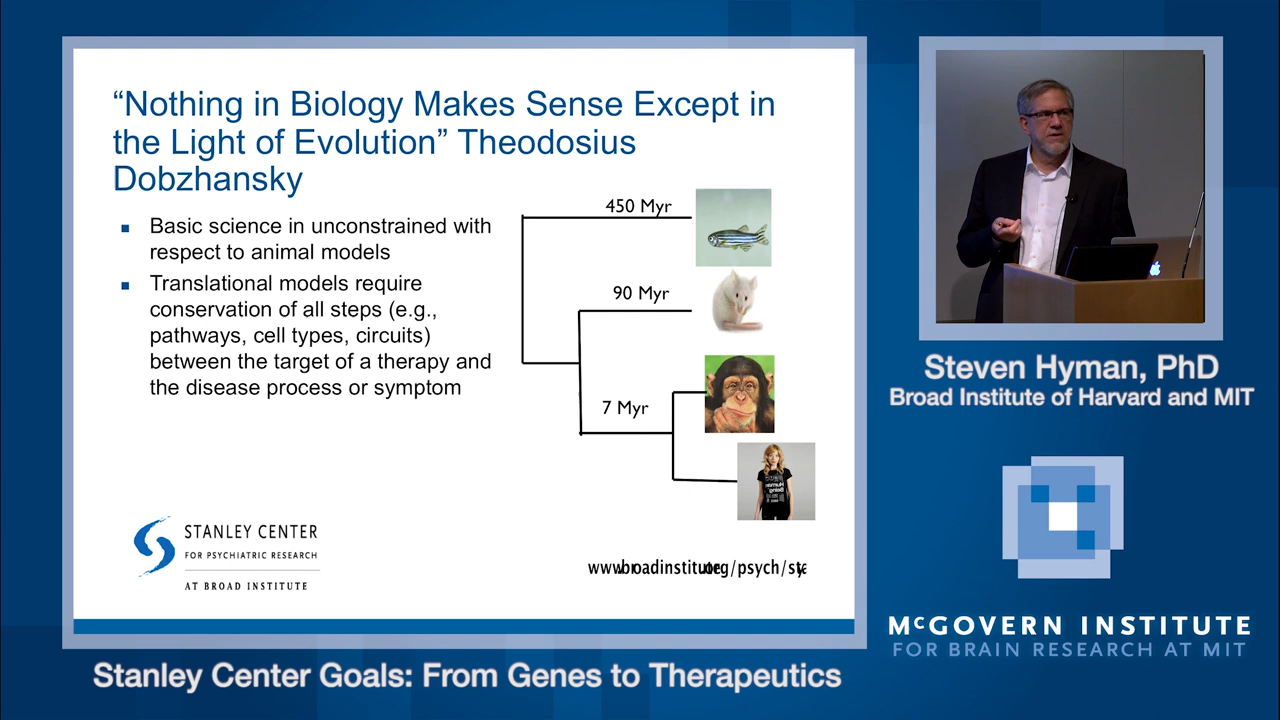 “Nothing in Biology Makes Sense Except in
the Light of Evolution” Theodosius
Dobzhansky
Basic science in unconstrained with
respect to animal models
Translational models require
conservation of all steps (e.g.,
pathways, cell types, circuits)
between the target of a therapy and
the disease process or symptom
450 Myr
90 Myr
7 Myr
Human
Being
STANLEY CENTER
FOR PSYCHIATRIC RESEARCH
AT BROAD INSTITUTE
Steven Hyman, PhD
Broad Institute of Harvard and MIT
MCGOVERN INSTITUTE
FOR BRAIN RESEARCH AT MIT
Stanley Center Goals: From Genes to Therapeutics